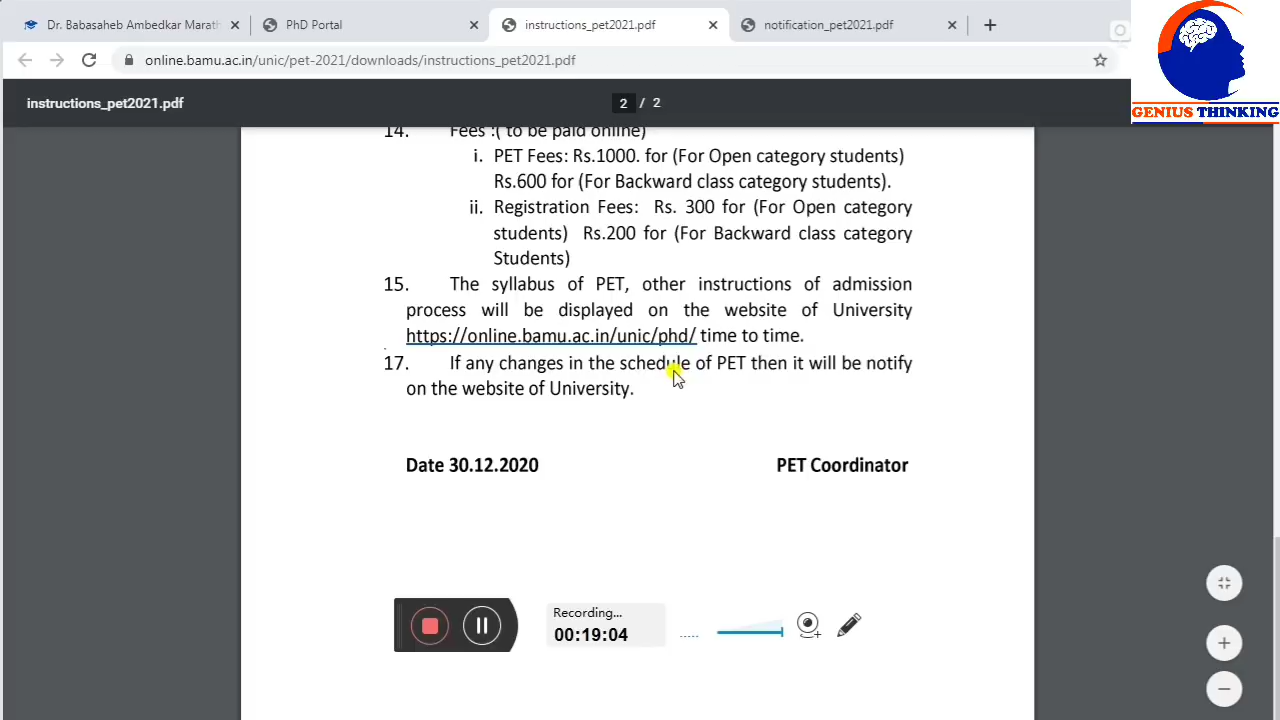 Dr. Babasaheb Ambedkar Marath
PhD Portal
instructions_pet2021.pdf
notification_pet2021.pdf
online.bamu.ac.in/unic/pet-2021/downloads/instructions_pet2021.pdf
GENIUS THINKING
instructions_pet2021.pdf
2 / 2
14. Fees :( to be paid online)
i. PET Fees: Rs.1000. for (For Open category students)
Rs.600 for (For Backward class category students).
ii. Registration Fees: Rs. 300 for (For Open category
students) Rs.200 for (For Backward class category
Students)
15. The syllabus of PET, other instructions of admission
process will be displayed on the website of University
https://online.bamu.ac.in/unic/phd/ time to time.
17. If any changes in the schedule of PET then it will be notify
on the website of University.
Date 30.12.2020 PET Coordinator
Recording...
00:19:04